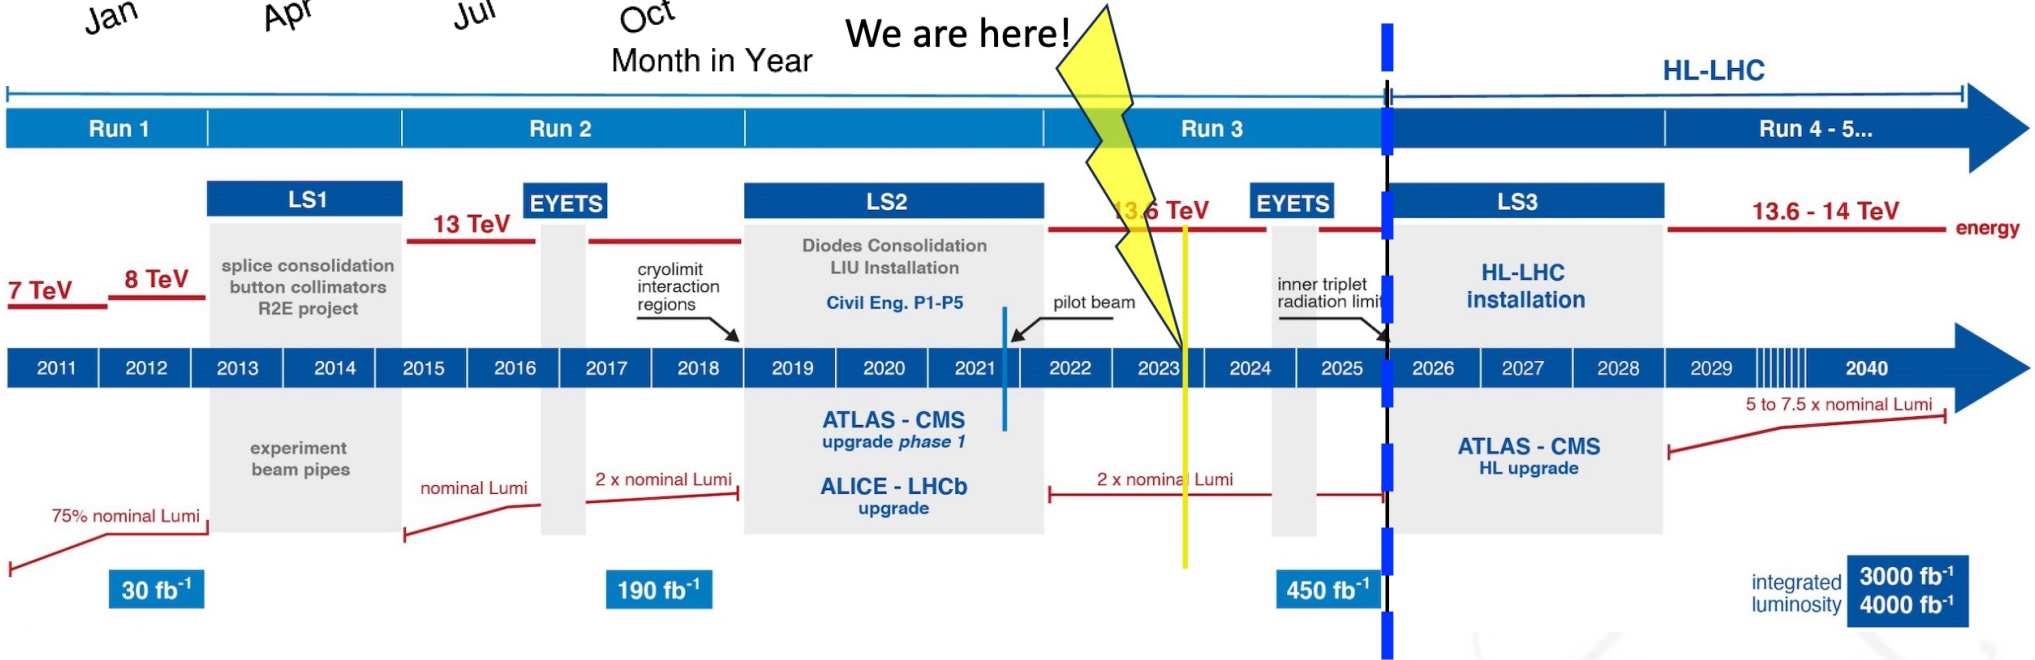 Jan Apr Jul Oct
Month in Year
We are here!
HL-LHC
Run 1 Run 2 Run 3 Run 4 - 5...
LS1 EYETS LS2 EYETS LS3
13 TeV 13.6 TeV 13.6 - 14 TeV
energy
7 TeV 8 TeV
splice consolidation
button collimators
R2E project
cryolimit
interaction
regions
Diodes Consolidation
LIU Installation
Civil Eng. P1-P5
pilot beam
inner triplet
radiation limit
HL-LHC
installation
2011 2012 2013 2014 2015 2016 2017 2018 2019 2020 2021 2022 2023 2024 2025 2026 2027 2028 2029 2040
experiment
beam pipes
ATLAS - CMS
upgrade phase 1
ALICE - LHCb
upgrade
ATLAS - CMS
HL upgrade
75% nominal Lumi
nominal Lumi
2 x nominal Lumi
2 x nominal Lumi
5 to 7.5 x nominal Lumi
30 fb-1
190 fb-1
450 fb-1
integrated
luminosity
3000 fb-1
4000 fb-1